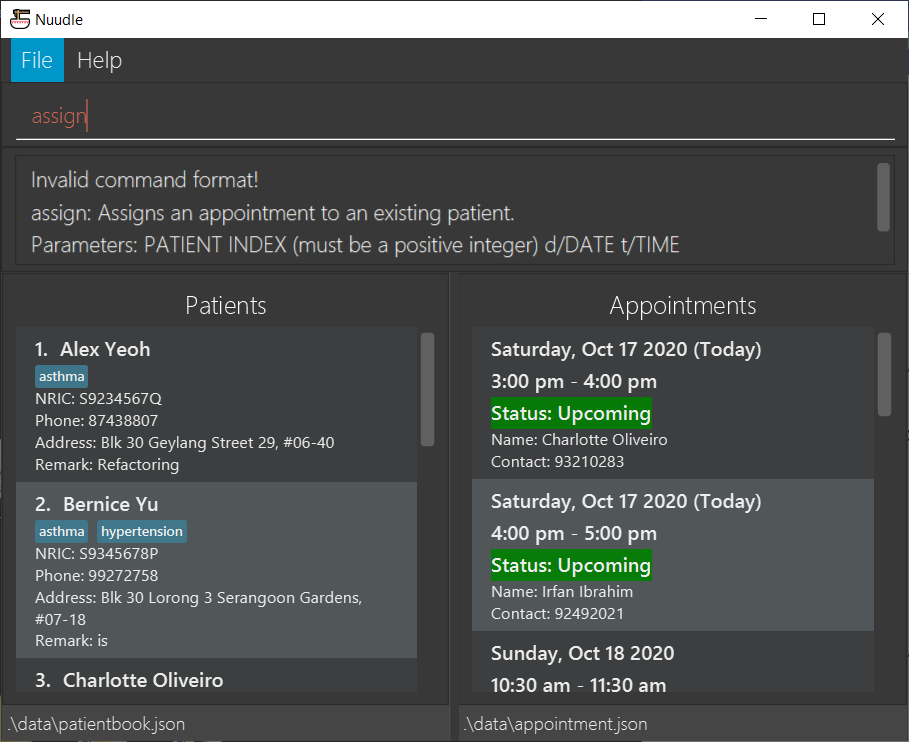 Nuudle
File Help
assign
Invalid command format!
assign: Assigns an appointment to an existing patient.
Parameters: PATIENT INDEX (must be a positive integer) d/DATE t/TIME
Patients
1. Alex Yeoh
asthma
NRIC: S9234567Q
Phone: 87438807
Address: Blk 30 Geylang Street 29, #06-40
Remark: Refactoring
2. Bernice Yu
asthma hypertension
NRIC: S9345678P
Phone: 99272758
Address: Blk 30 Lorong 3 Serangoon Gardens,
#07-18
Remark: is
3. Charlotte Oliveiro
.\data\patientbook.json
Appointments
Saturday, Oct 17 2020 (Today)
3:00 pm - 4:00 pm
Status: Upcoming
Name: Charlotte Oliveiro
Contact: 93210283
Saturday, Oct 17 2020 (Today)
4:00 pm - 5:00 pm
Status: Upcoming
Name: Irfan Ibrahim
Contact: 92492021
Sunday, Oct 18 2020
10:30 am - 11:30 am
.\data\appointment.json